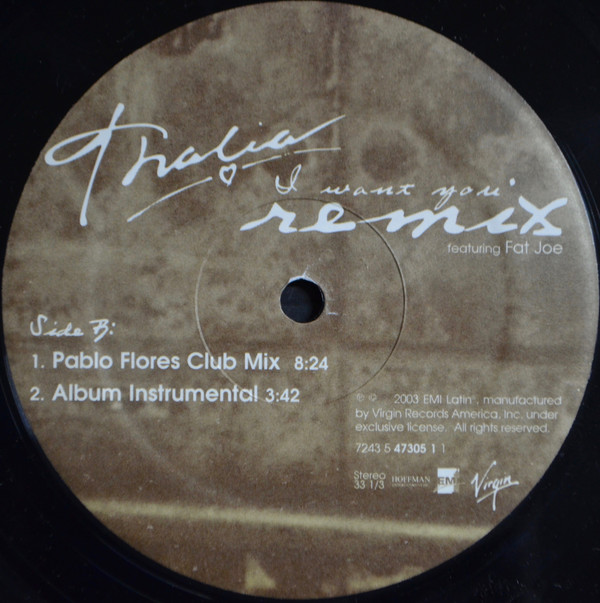 Thalia
I want you
remix
featuring Fat Joe
Side B:
1. Pablo Flores Club Mix 8:24
2. Album Instrumental 3:42
℗ © 2003 EMI Latin, manufactured
by Virgin Records America, Inc. under
exclusive license. All rights reserved.
7243 5 47305 1 1
Stereo
33 1/3
HOFFMAN
EMI
Virgin